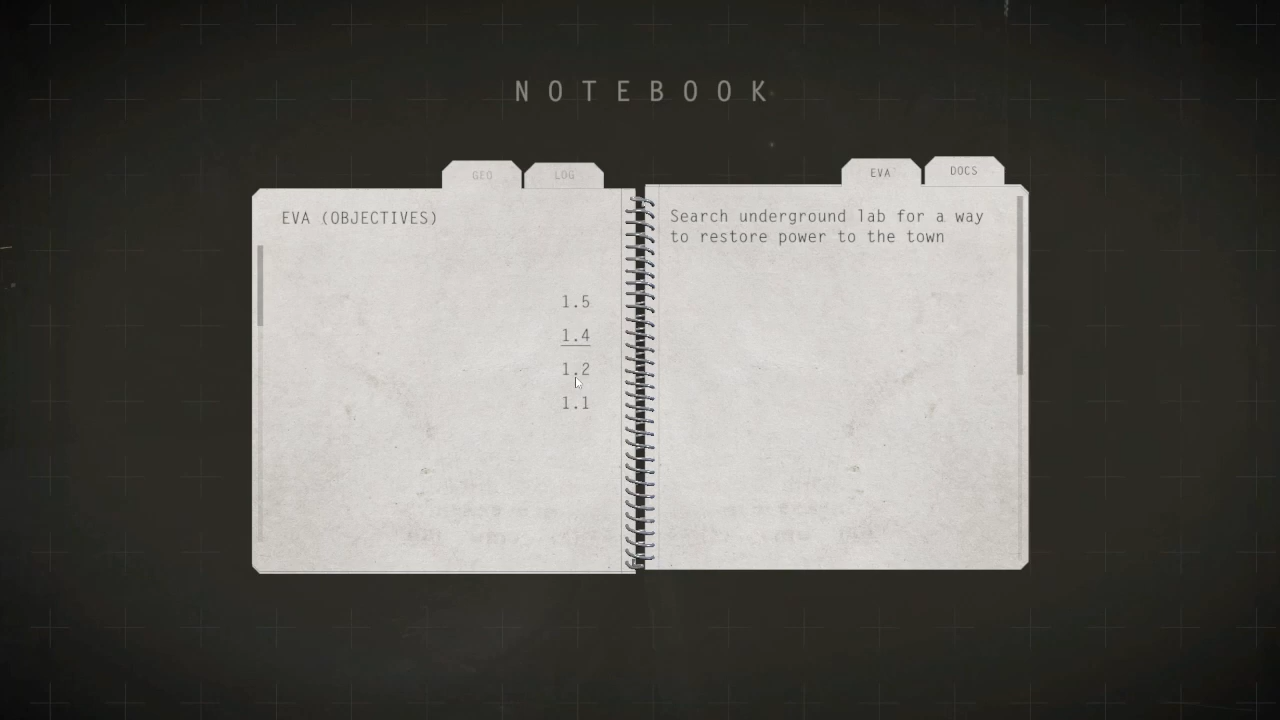 NOTEBOOK
GEO
LOG
EVA
DOCS
EVA (OBJECTIVES)
1.5
1.4
1.2
1.1
Search underground lab for a way
to restore power to the town